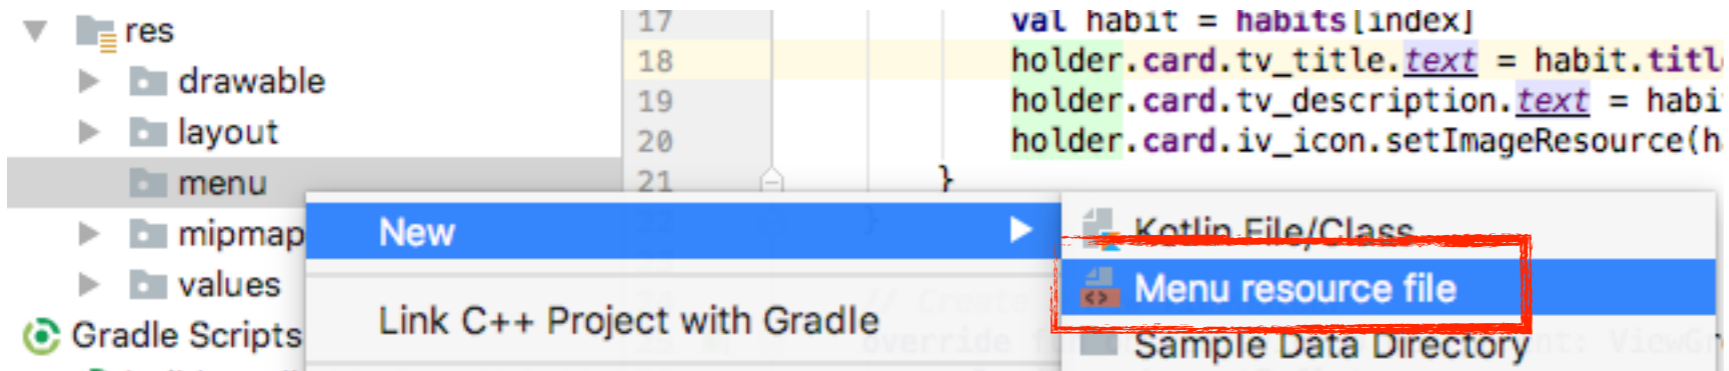 res
drawable
layout
menu
mipmap
values
Gradle Scripts
17 val habit = habits[index]
18 holder.card.tv_title.text = habit.titl
19 holder.card.tv_description.text = habi
20 holder.card.iv_icon.setImageResource(h
21 }
New
Link C++ Project with Gradle
Kotlin File/Class
Menu resource file
Sample Data Directory
// Create
override